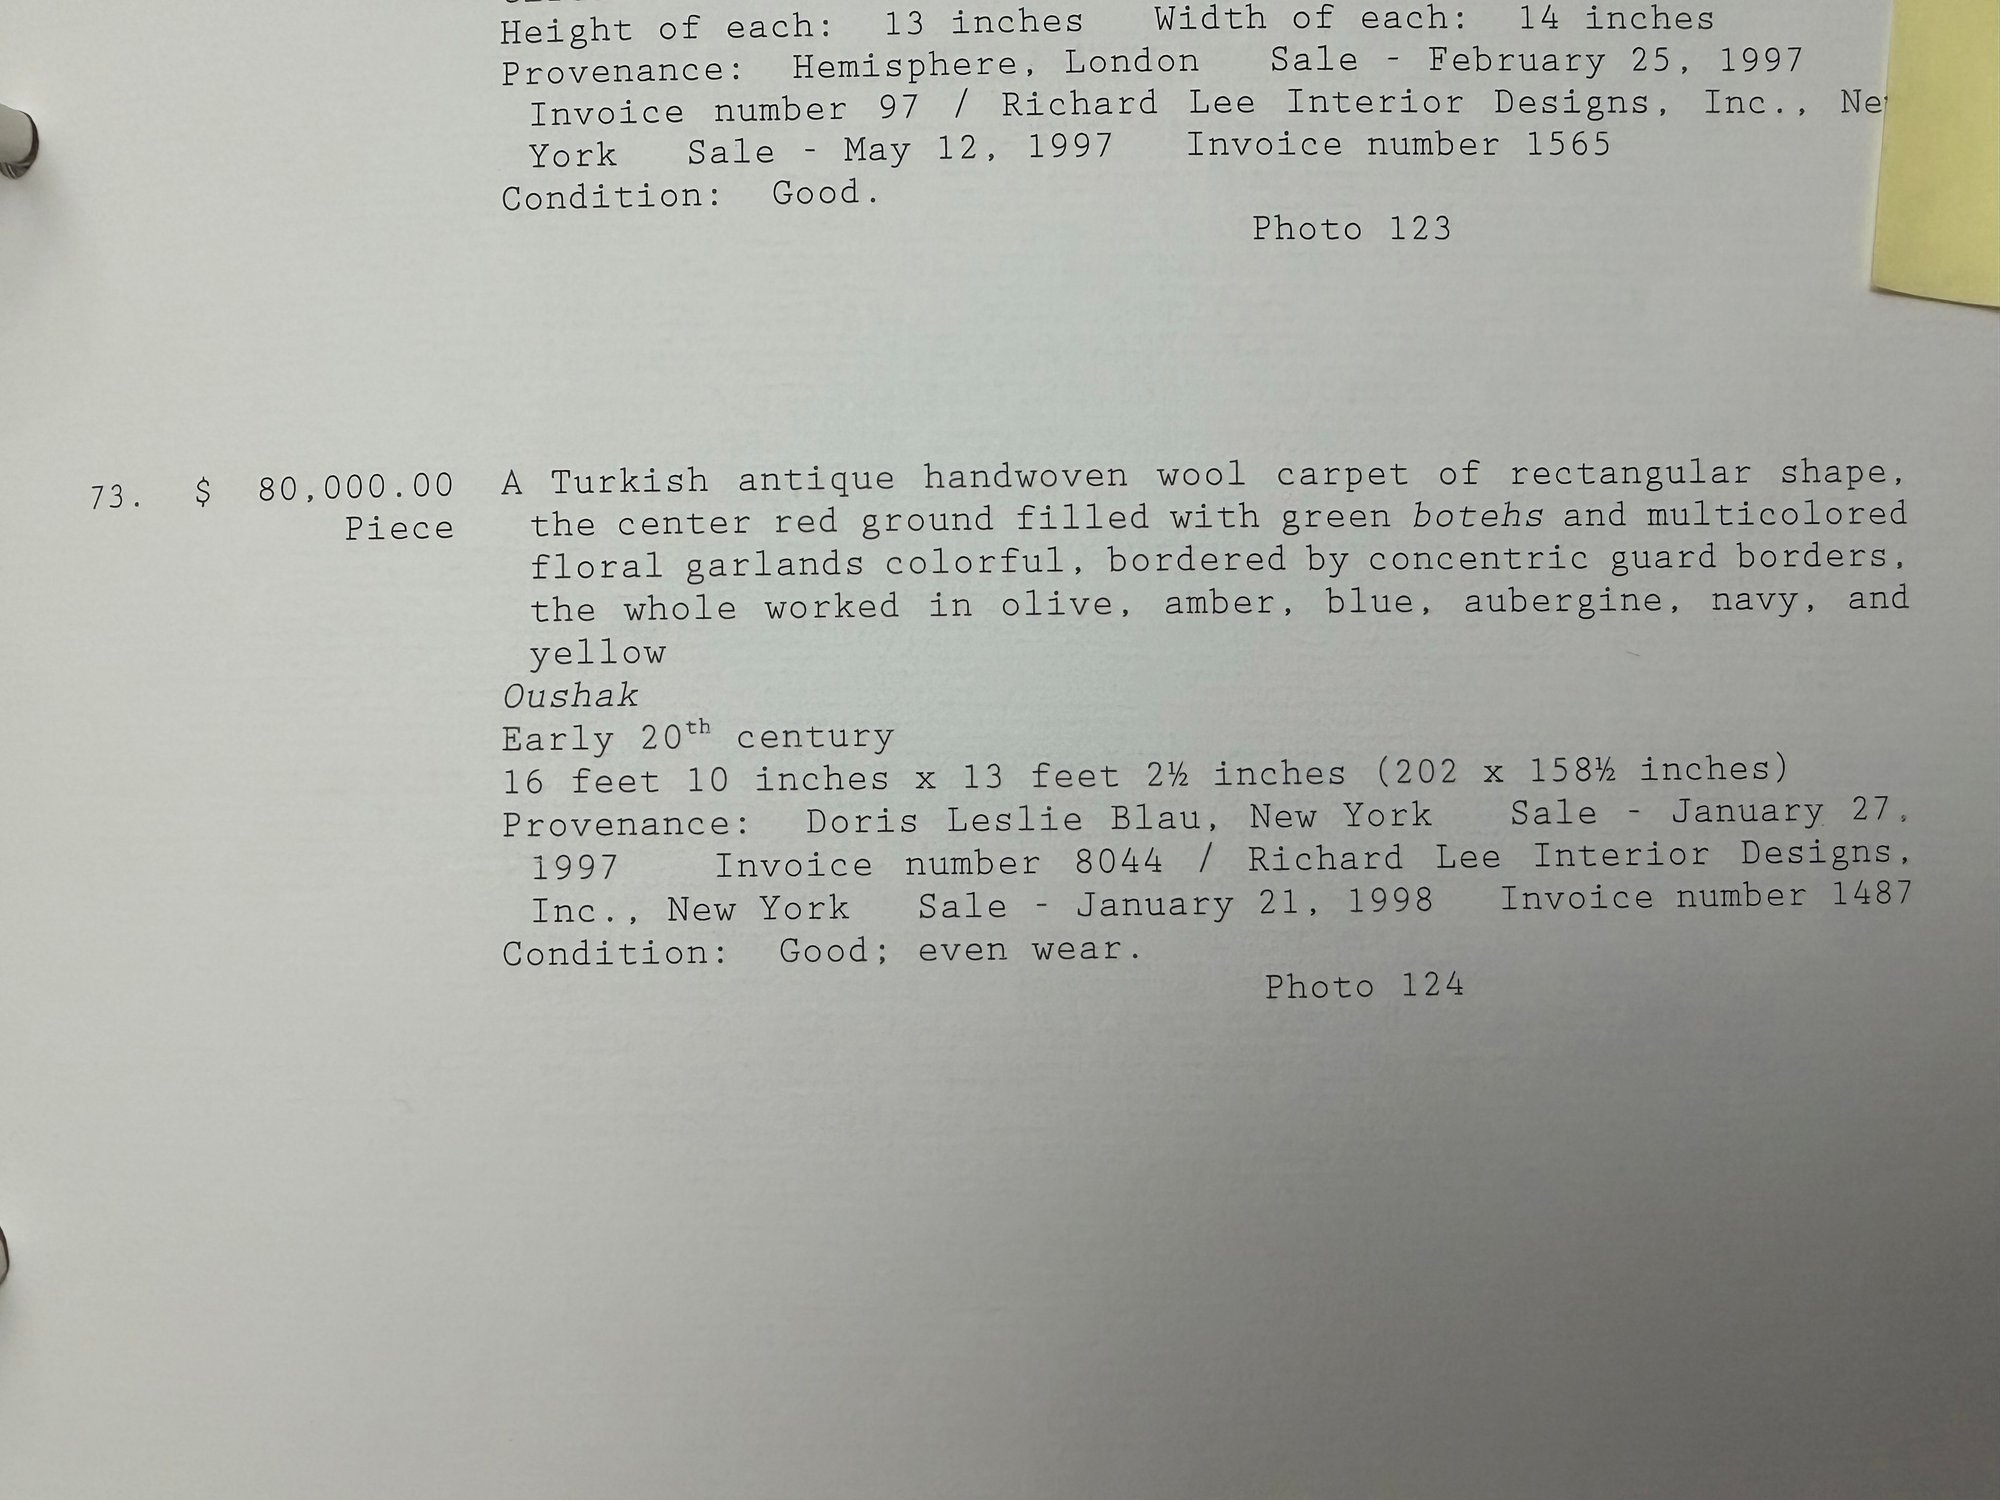 Height of each: 13 inches Width of each: 14 inches
Provenance: Hemisphere, London Sale - February 25, 1997
Invoice number 97 / Richard Lee Interior Designs, Inc.,
York Sale - May 12, 1997 Invoice number 1565
Condition: Good.
Photo 123
73. $ 80,000.00 A Turkish antique handwoven wool carpet of rectangular shape,
Piece the center red ground filled with green botehs and multicolored
floral garlands colorful, bordered by concentric guard borders,
the whole worked in olive, amber, blue, aubergine, navy, and
yellow
Oushak
Early 20th century
16 feet 10 inches x 13 feet 2½ inches (202 x 158½ inches)
Provenance: Doris Leslie Blau, New York Sale - January 27,
1997 Invoice number 8044 / Richard Lee Interior Designs,
Inc., New York Sale - January 21, 1998 Invoice number 1487
Condition: Good; even wear.
Photo 124